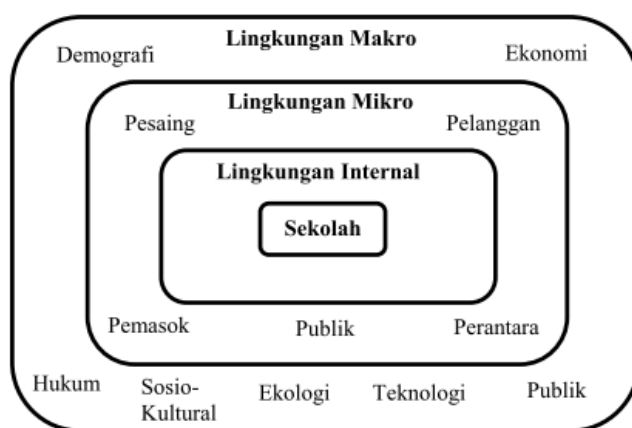 Lingkungan Makro
Demografi
Ekonomi
Lingkungan Mikro
Pesaing
Pelanggan
Lingkungan Internal
Sekolah
Pemasok
Publik
Perantara
Hukum
Sosio-
Kultural
Ekologi
Teknologi
Publik